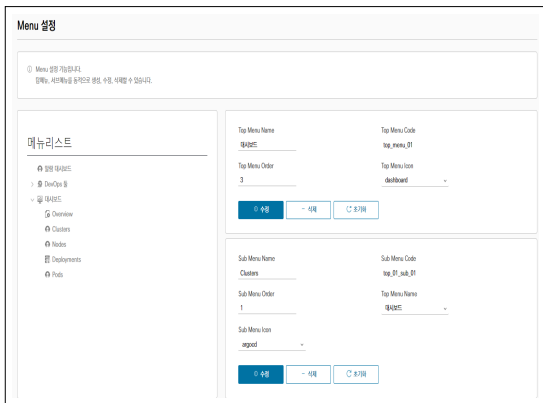 Menu 설정
Menu 설정 가능합니다.
탑메뉴, 서브메뉴를 동적으로 생성, 수정, 삭제할 수 있습니다.
메뉴리스트
알람 대시보드
DevOps 툴
대시보드
Overview
Clusters
Nodes
Deployments
Pods
Top Menu Name
Top Menu Code
대시보드
top_menu_01
Top Menu Order
Top Menu Icon
3
dashboard
수정
삭제
초기화
Sub Menu Name
Sub Menu Code
Clusters
top_01_sub_01
Sub Menu Order
Top Menu Name
1
대시보드
Sub Menu Icon
argocd
수정
삭제
초기화